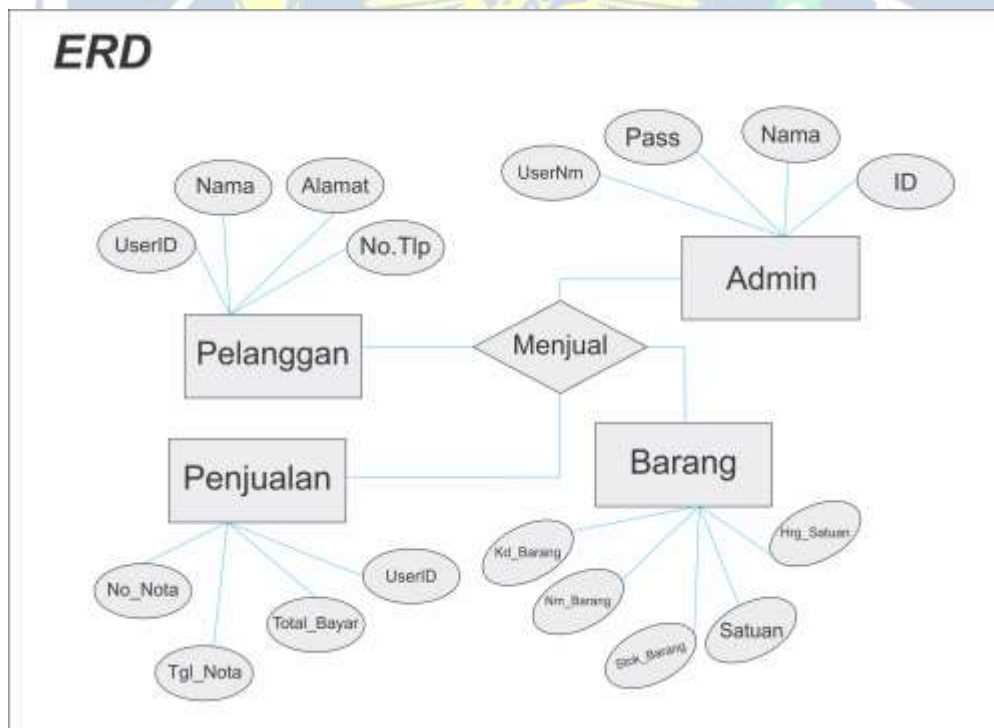 ERD
Pass
Nama
UserNm
ID
Nama
Alamat
UserID
No.Tlp
Admin
Pelanggan
Menjual
Penjualan
Barang
Kd_Barang
Hrg_Satuan
Nm_Barang
Stok_Barang
Satuan
No_Nota
UserID
Total_Bayar
Tgl_Nota